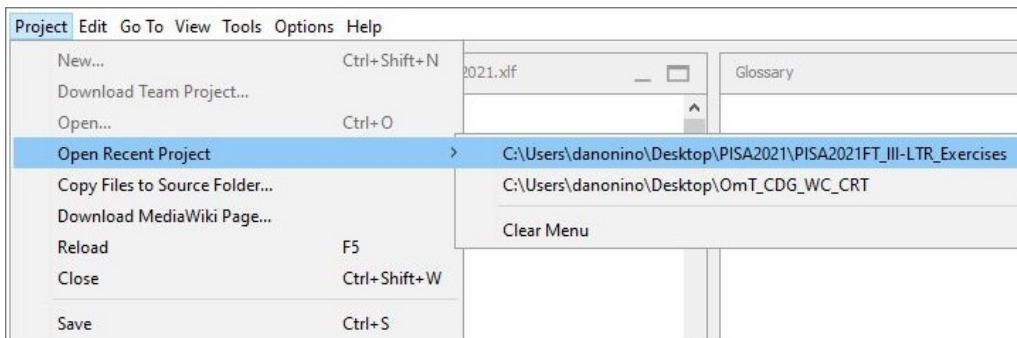 Project Edit Go To View Tools Options Help
New... Ctrl+Shift+N
2021.xlf
Glossary
Download Team Project...
Open... Ctrl+O
Open Recent Project >
C:\Users\danonino\Desktop\PISA2021\PISA2021FT_III-LTR_Exercises
Copy Files to Source Folder...
C:\Users\danonino\Desktop\OmT_CDG_WC_CRT
Download MediaWiki Page...
Clear Menu
Reload F5
Close Ctrl+Shift+W
Save Ctrl+S